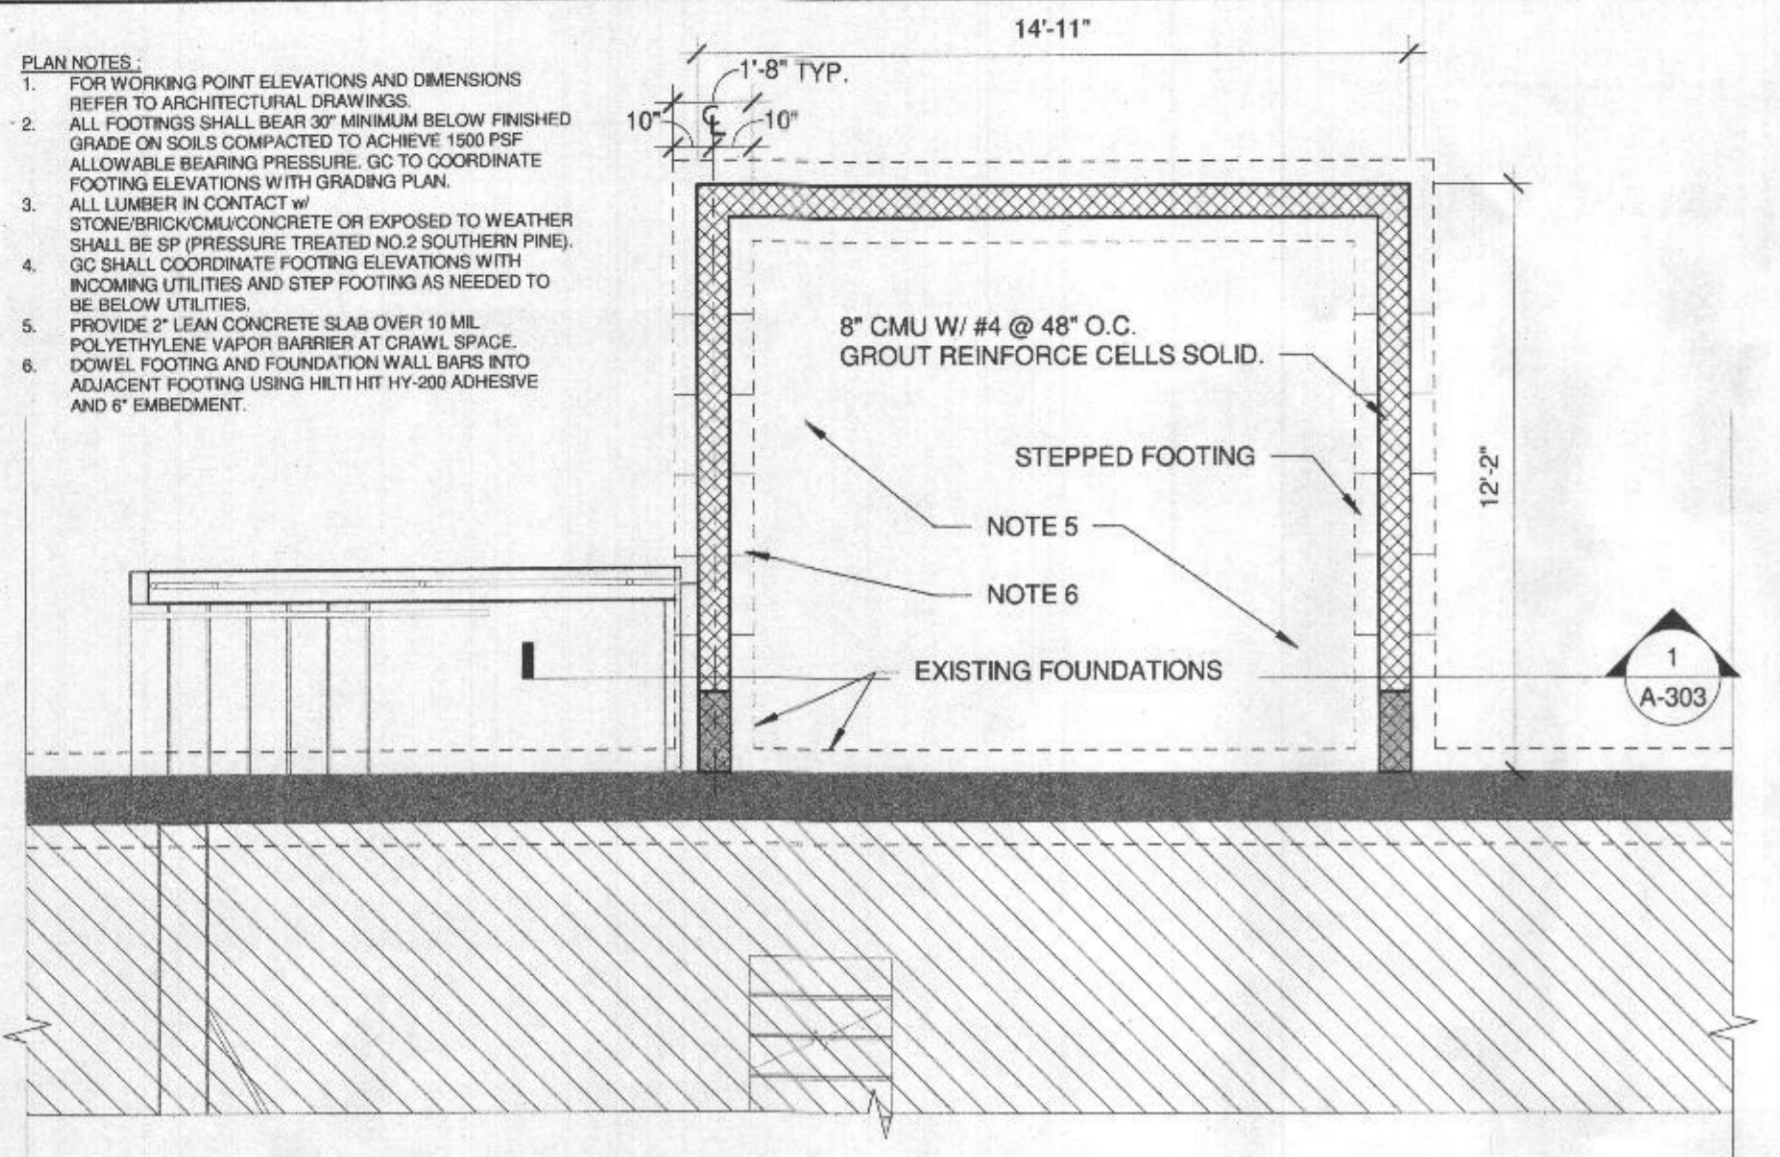 PLAN NOTES :
1. FOR WORKING POINT ELEVATIONS AND DIMENSIONS
REFER TO ARCHITECTURAL DRAWINGS.
2. ALL FOOTINGS SHALL BEAR 30" MINIMUM BELOW FINISHED
GRADE ON SOILS COMPACTED TO ACHIEVE 1500 PSF
ALLOWABLE BEARING PRESSURE. GC TO COORDINATE
FOOTING ELEVATIONS WITH GRADING PLAN.
3. ALL LUMBER IN CONTACT w/
STONE/BRICK/CMU/CONCRETE OR EXPOSED TO WEATHER
SHALL BE SP (PRESSURE TREATED NO.2 SOUTHERN PINE).
4. GC SHALL COORDINATE FOOTING ELEVATIONS WITH
INCOMING UTILITIES AND STEP FOOTING AS NEEDED TO
BE BELOW UTILITIES.
5. PROVIDE 2" LEAN CONCRETE SLAB OVER 10 MIL
POLYETHYLENE VAPOR BARRIER AT CRAWL SPACE.
6. DOWEL FOOTING AND FOUNDATION WALL BARS INTO
ADJACENT FOOTING USING HILTI HIT HY-200 ADHESIVE
AND 6" EMBEDMENT.
14'-11"
1'-8" TYP.
10"
CL
10"
8" CMU W/ #4 @ 48" O.C.
GROUT REINFORCE CELLS SOLID.
STEPPED FOOTING
12'-2"
NOTE 5
NOTE 6
EXISTING FOUNDATIONS
1
A-303